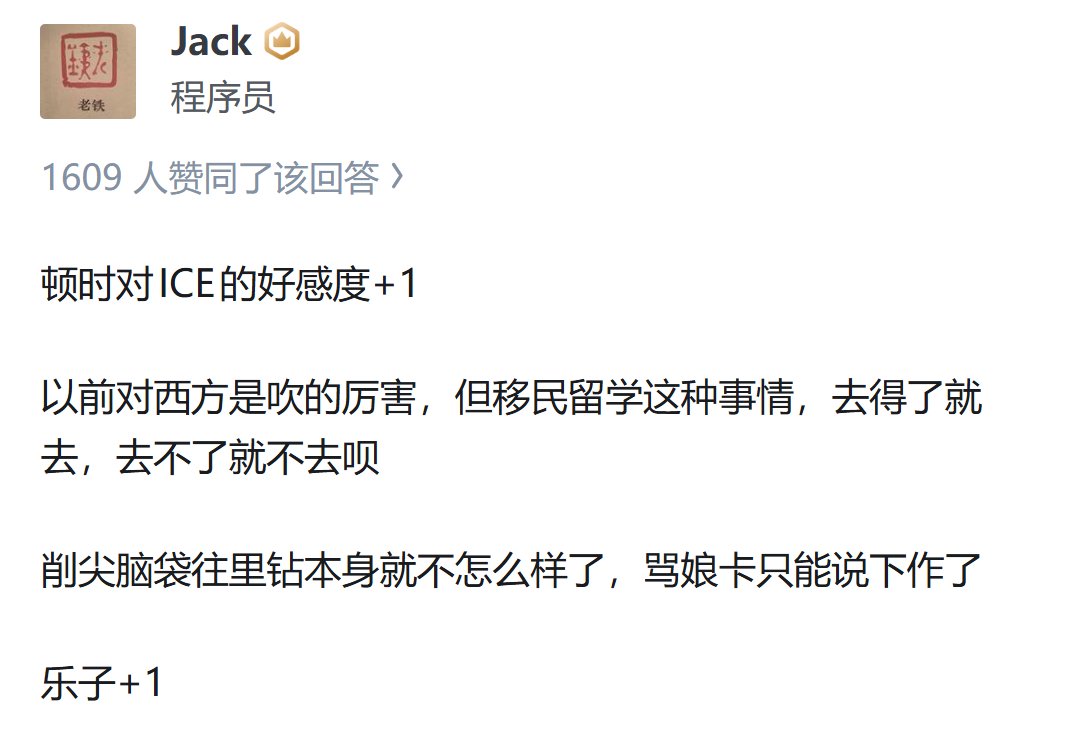 老铁
Jack
程序员
1609 人赞同了该回答
顿时对ICE的好感度+1
以前对西方是吹的厉害，但移民留学这种事情，去得了就
去，去不了就不去呗
削尖脑袋往里钻本身就不怎么样了，骂娘卡只能说下作了
乐子+1